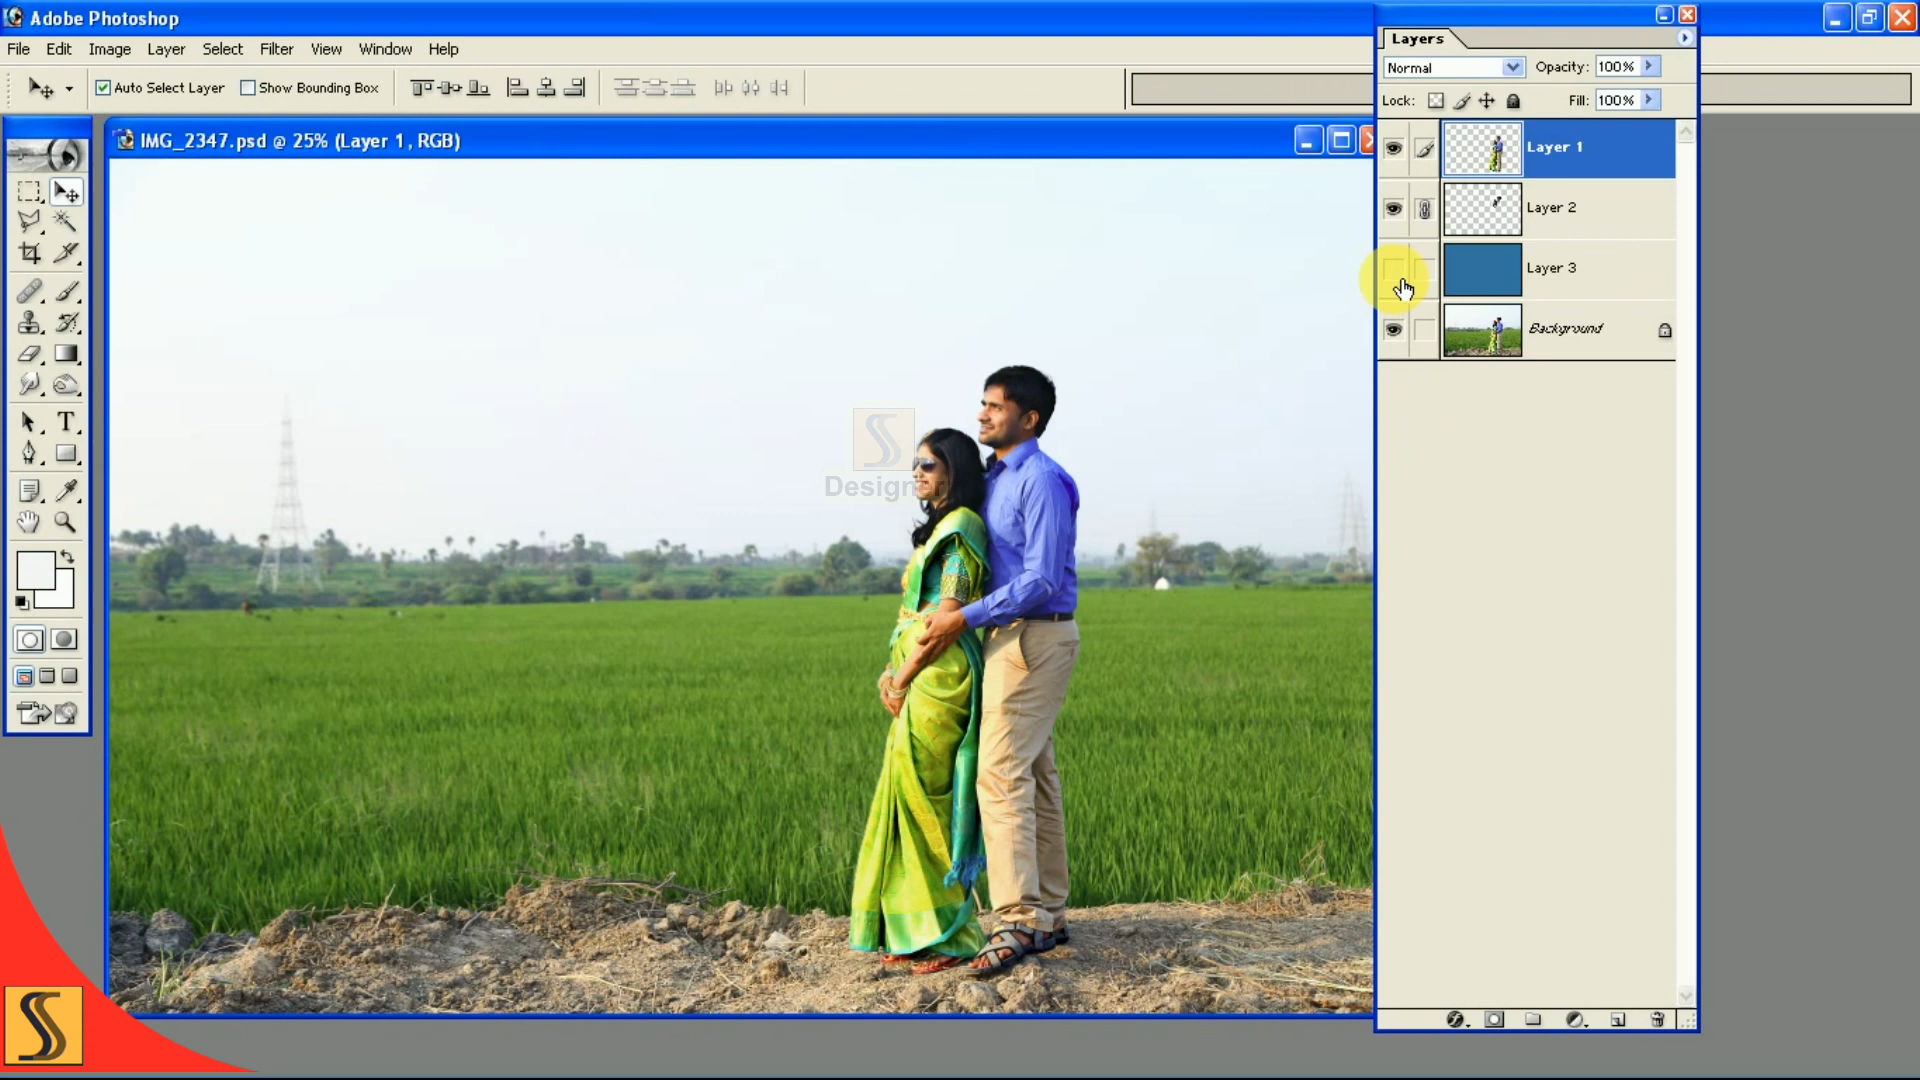 Adobe Photoshop
File Edit Image Layer Select Filter View Window Help
Auto Select Layer Show Bounding Box
IMG_2347.psd @ 25% (Layer 1, RGB)
Layers
Normal Opacity: 100%
Lock: Fill: 100%
Layer 1
Layer 2
Layer 3
Background
S
Designer
S